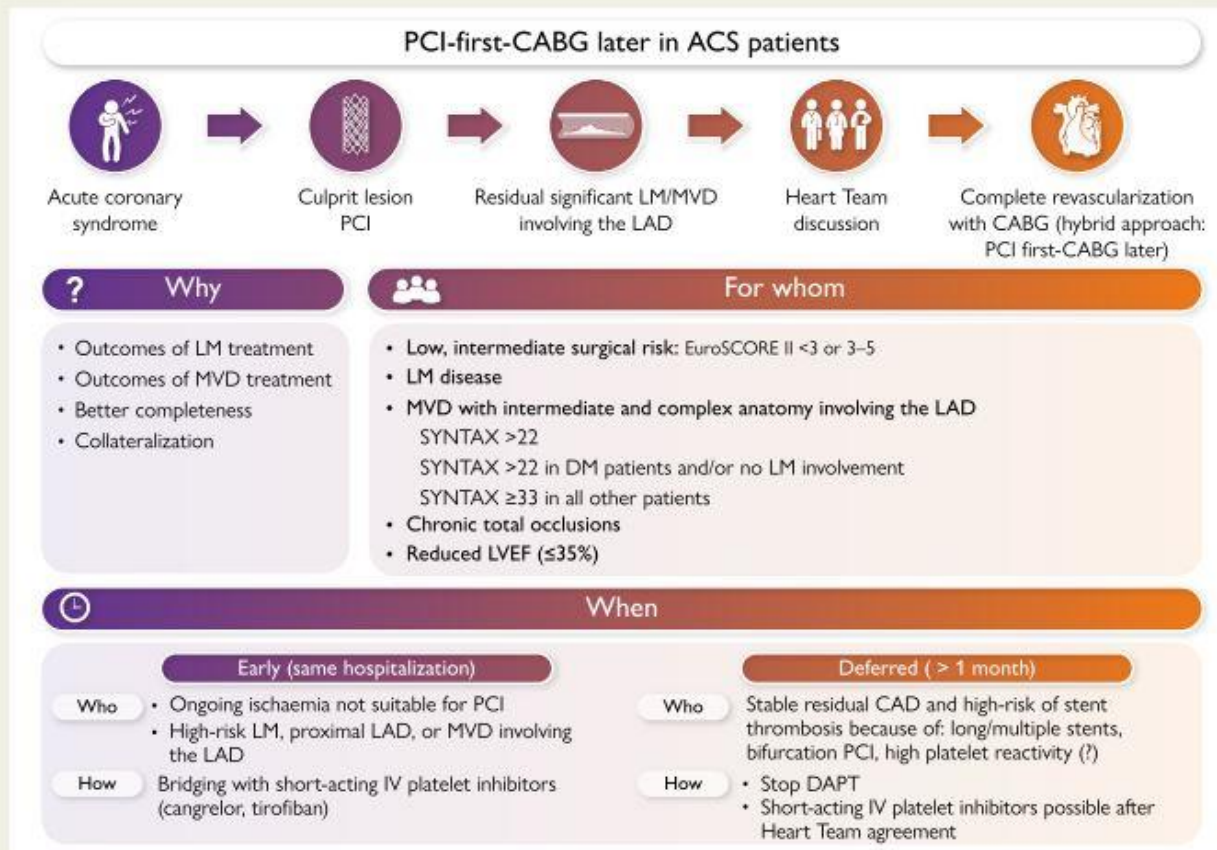 PCI-first-CABG later in ACS patients
Acute coronary
syndrome
Culprit lesion
PCI
Residual significant LM/MVD
involving the LAD
Heart Team
discussion
Complete revascularization
with CABG (hybrid approach:
PCI first-CABG later)
? Why
• Outcomes of LM treatment
• Outcomes of MVD treatment
• Better completeness
• Collateralization
For whom
• Low, intermediate surgical risk: EuroSCORE II <3 or 3–5
• LM disease
• MVD with intermediate and complex anatomy involving the LAD
SYNTAX >22
SYNTAX >22 in DM patients and/or no LM involvement
SYNTAX ≥33 in all other patients
• Chronic total occlusions
• Reduced LVEF (≤35%)
When
Early (same hospitalization)
Who
• Ongoing ischaemia not suitable for PCI
• High-risk LM, proximal LAD, or MVD involving
the LAD
How
Bridging with short-acting IV platelet inhibitors
(cangrelor, tirofiban)
Deferred ( > 1 month)
Who
Stable residual CAD and high-risk of stent
thrombosis because of: long/multiple stents,
bifurcation PCI, high platelet reactivity (?)
How
• Stop DAPT
• Short-acting IV platelet inhibitors possible after
Heart Team agreement